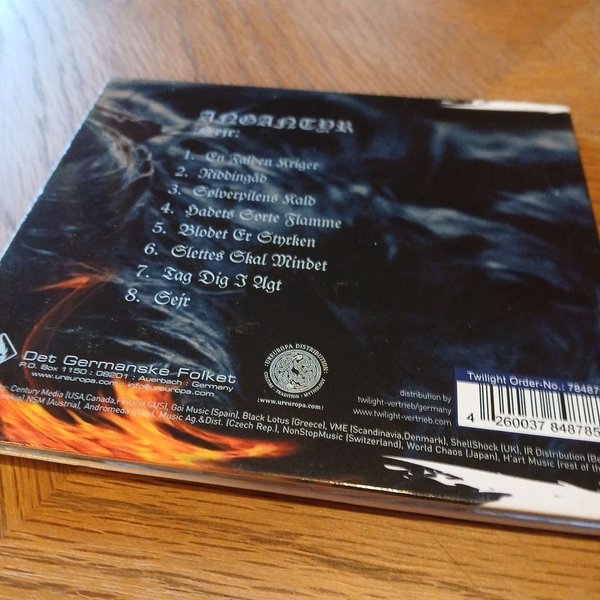 ANGANTYR
Sejr:
1. En Falden Kriger
2. Niddingåd
3. Sølverpilens Kald
4. Hadets Sorte Flamme
5. Blodet Er Styrken
6. Slettes Skal Mindet
7. Tag Dig I Agt
8. Sejr
Det Germanske Folket
P.O. Box 1150 : 08201 : Auerbach : Germany
www.ureuropa.com : info@ureuropa.com
UREUROPA DISTRIBUTION:
TRADITION : MYTHOLOGY
:www.ureuropa.com:
distribution by
twilight-vertrieb/germany
www.twilight-vertrieb.com
Twilight Order-No.: 78487
4 260037 848785
Century Media (USA,Canada,Finland,GUS), Goi Music (Spain), Black Lotus (Greece), VME (Scandinavia,Denmark), ShellShock (UK), IR Distribution (Be
NSM (Austria), Andromeda (Italy), Music Ag.&Dist. (Czech Rep.), NonStopMusic (Switzerland), World Chaos (Japan), H'art Music (rest of the